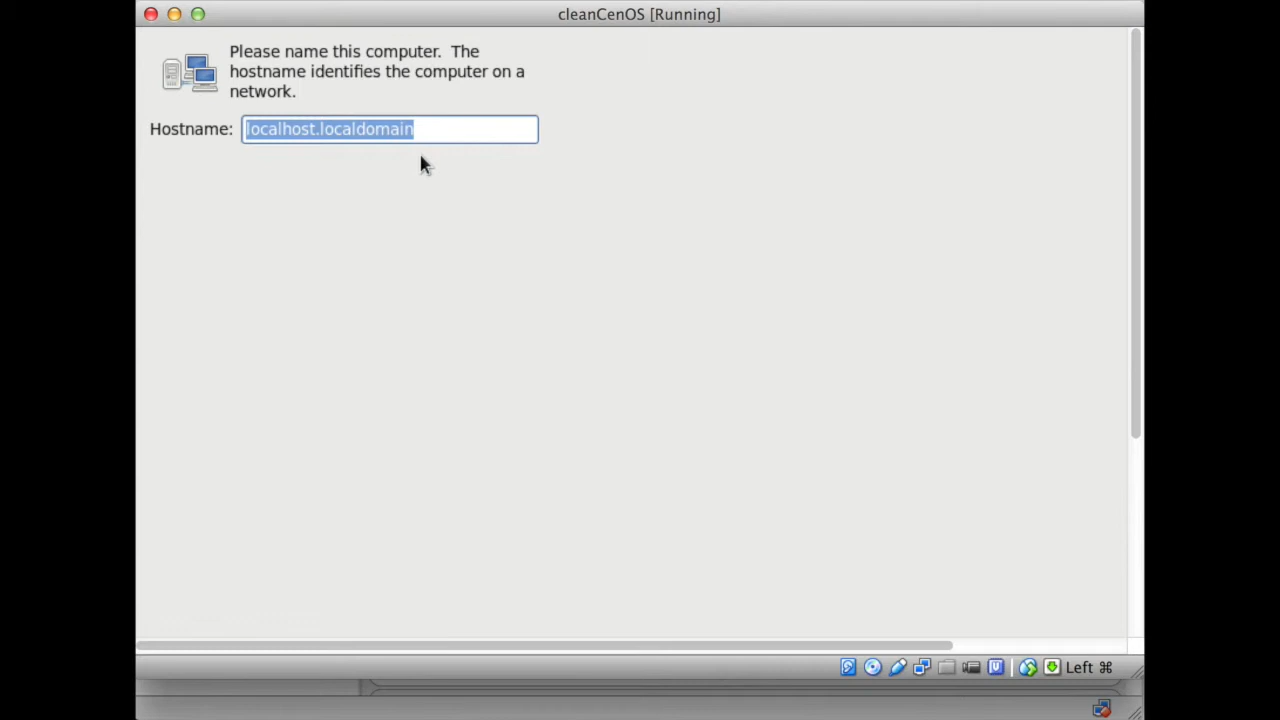 cleanCenOS [Running]
Please name this computer.  The
hostname identifies the computer on a
network.
Hostname: localhost.localdomain
Left ⌘